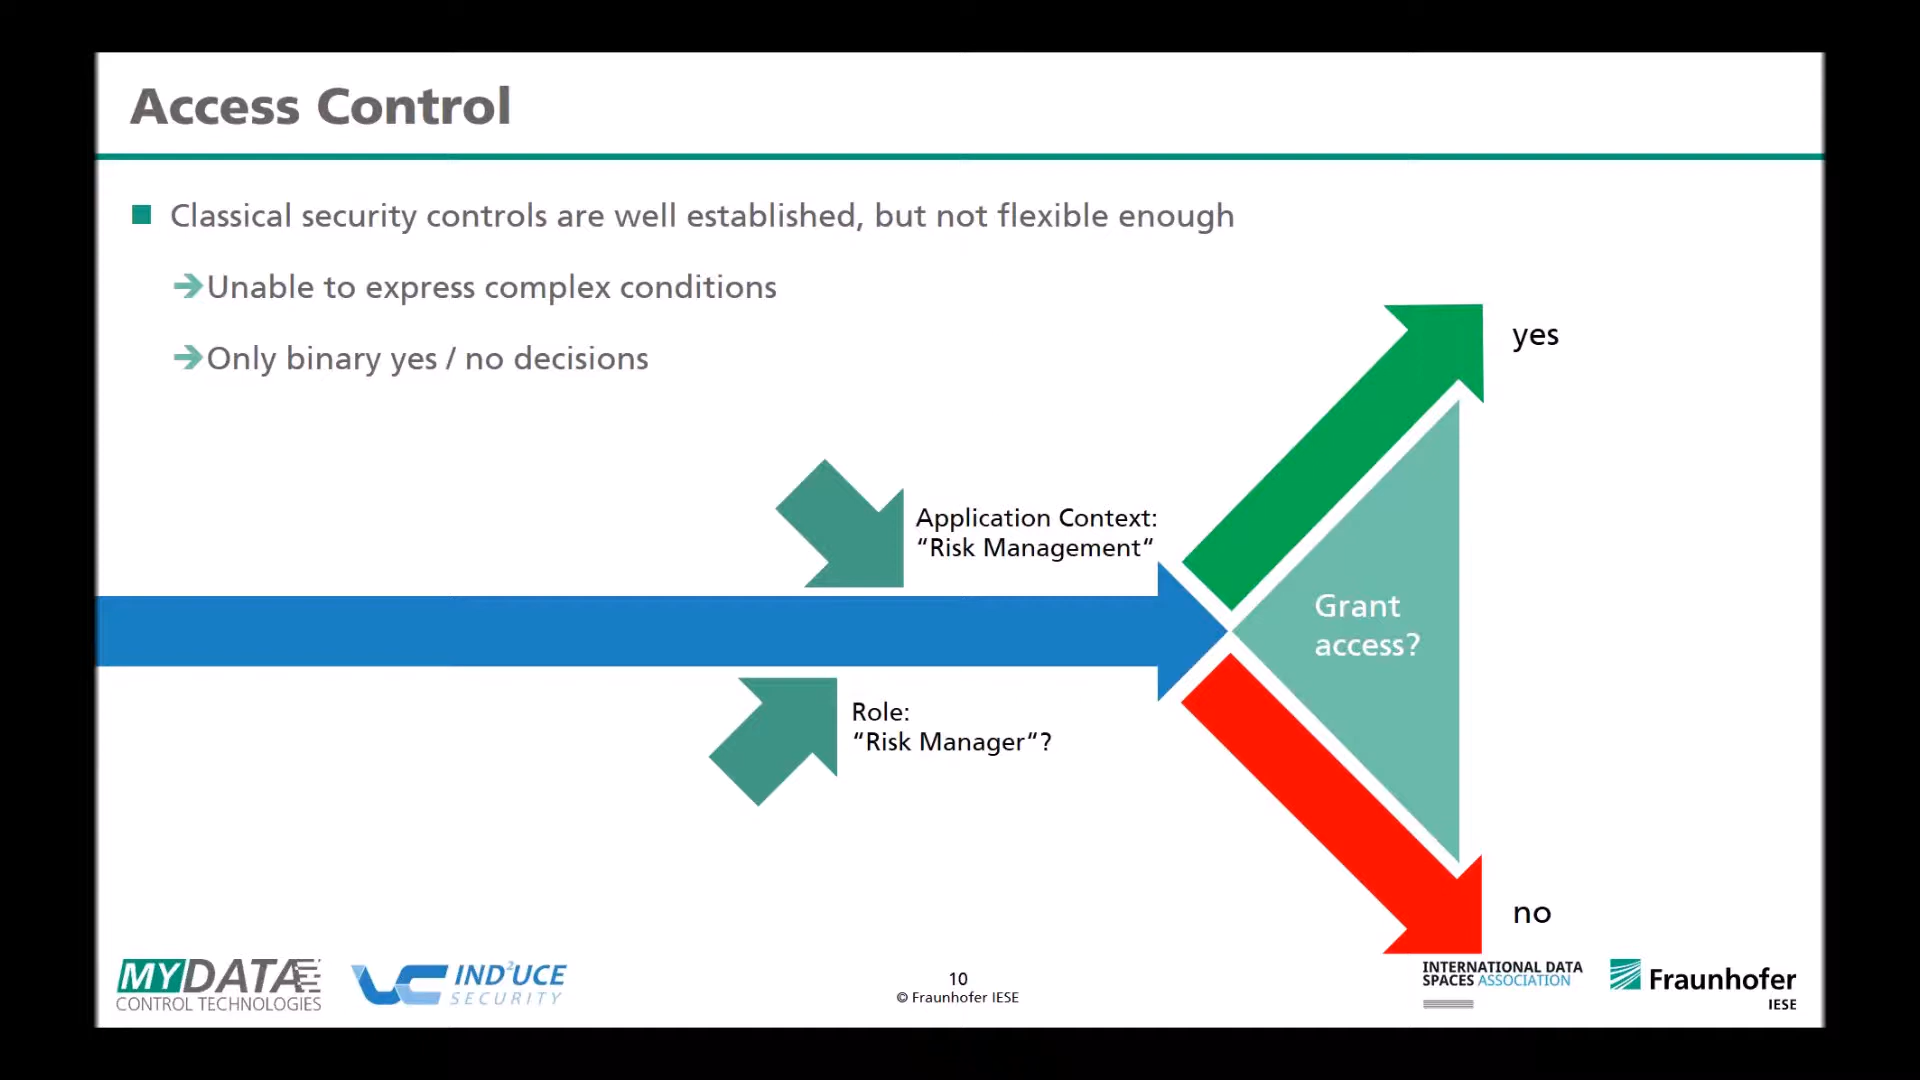 Access Control
Classical security controls are well established, but not flexible enough
Unable to express complex conditions
Only binary yes / no decisions
yes
Application Context:
“Risk Management“
Grant
access?
Role:
“Risk Manager“?
no
MYDATA
CONTROL TECHNOLOGIES
IND²UCE
SECURITY
10
© Fraunhofer IESE
INTERNATIONAL DATA
SPACES ASSOCIATION
Fraunhofer
IESE